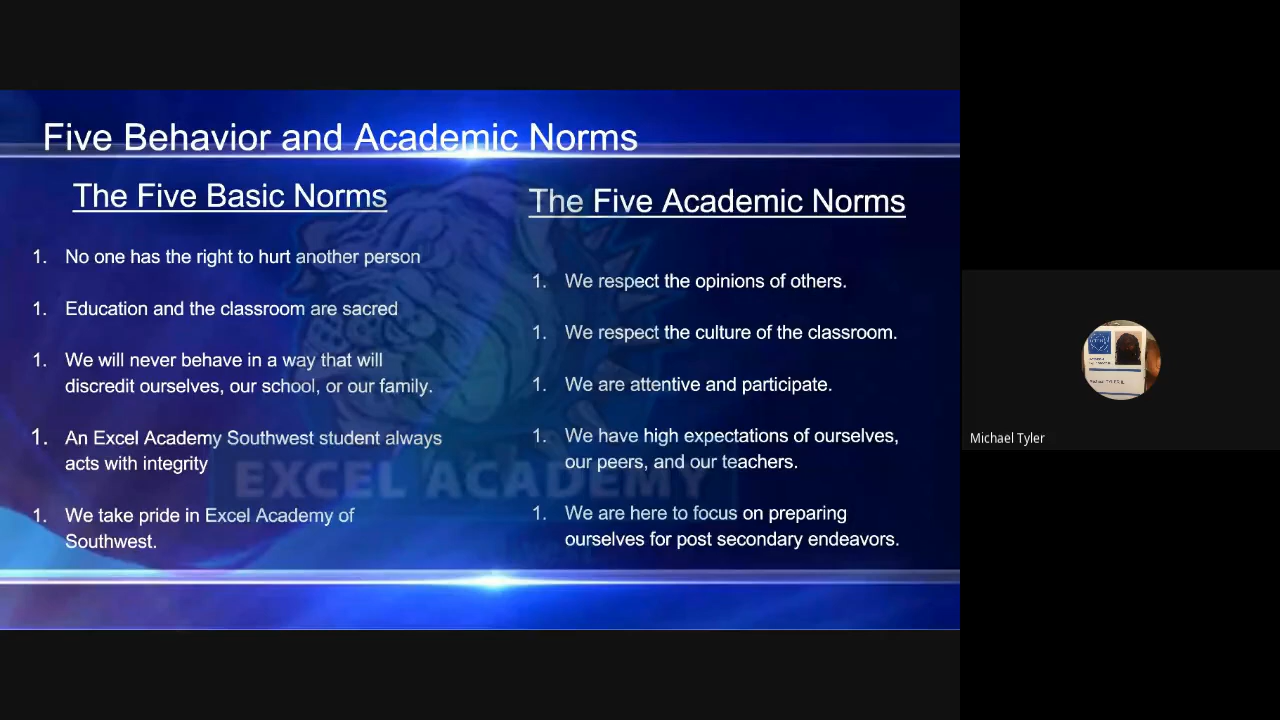 Five Behavior and Academic Norms
The Five Basic Norms
1. No one has the right to hurt another person
1. Education and the classroom are sacred
1. We will never behave in a way that will
discredit ourselves, our school, or our family.
1. An Excel Academy Southwest student always
acts with integrity
1. We take pride in Excel Academy of
Southwest.
The Five Academic Norms
1. We respect the opinions of others.
1. We respect the culture of the classroom.
1. We are attentive and participate.
1. We have high expectations of ourselves,
our peers, and our teachers.
1. We are here to focus on preparing
ourselves for post secondary endeavors.
EXCEL ACADEMY
Michael Tyler